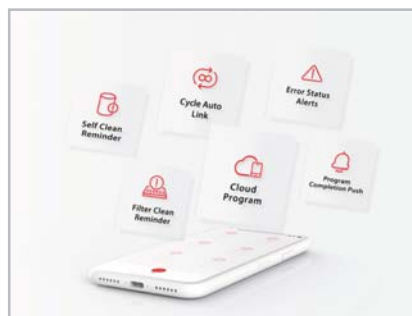 Self Clean
Reminder
Cycle Auto
Link
Error Status
Alerts
Filter Clean
Reminder
Cloud
Program
Program
Completion Push